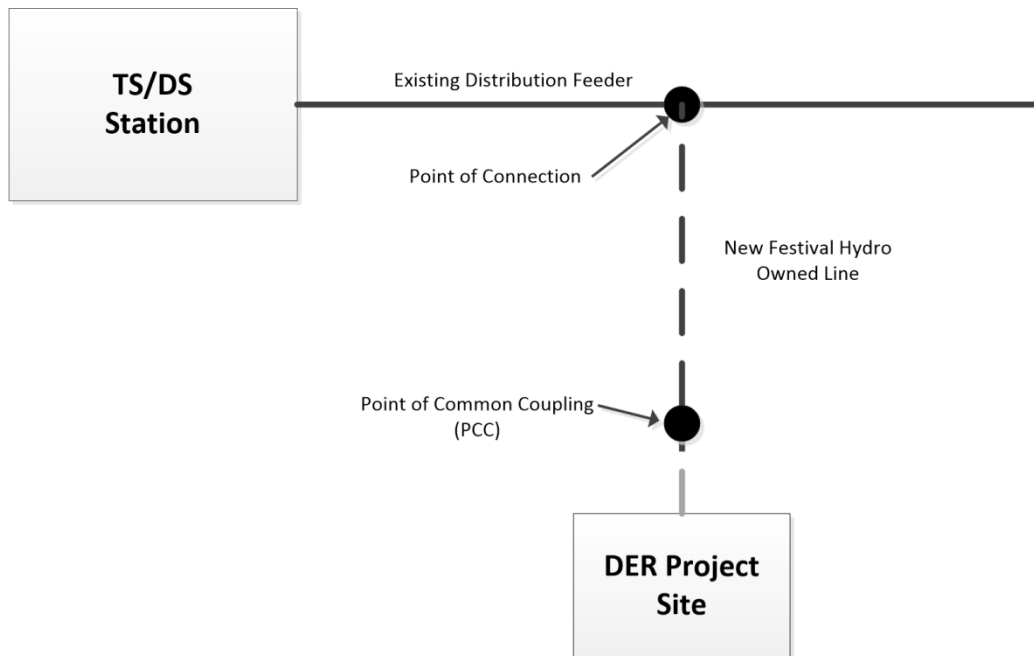 TS/DS
Station
Existing Distribution Feeder
Point of Connection
New Festival Hydro
Owned Line
Point of Common Coupling
(PCC)
DER Project
Site